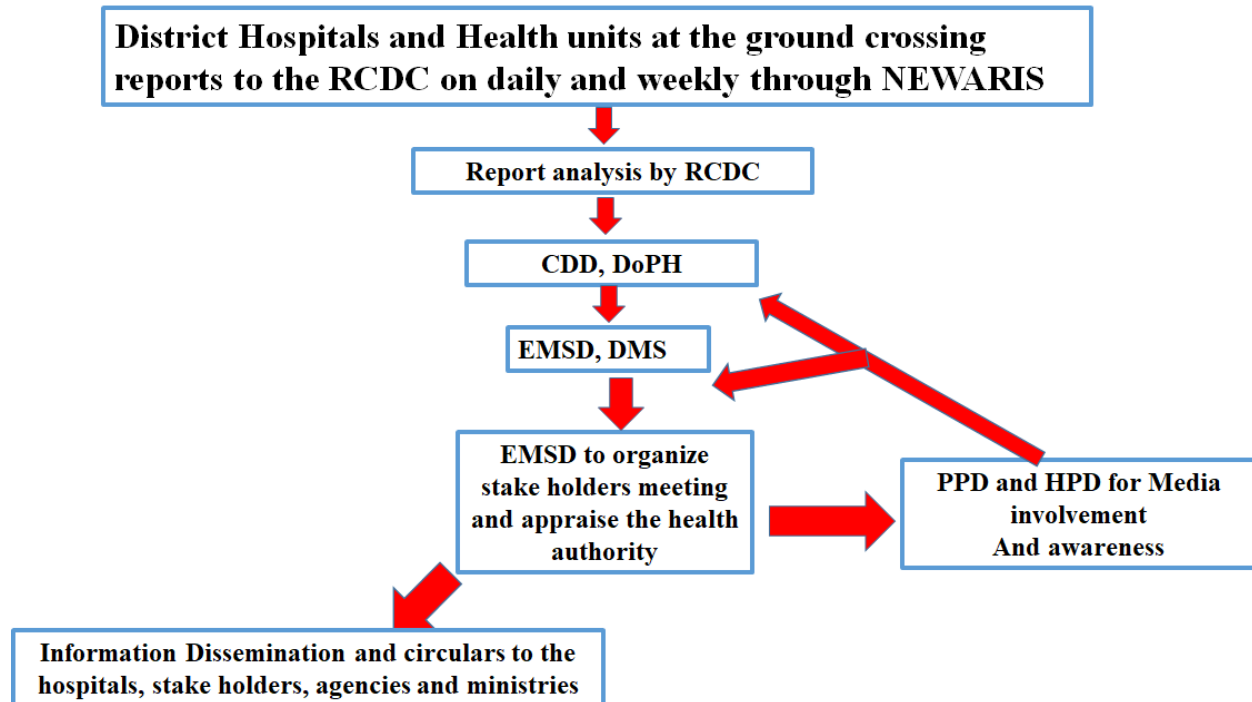 District Hospitals and Health units at the ground crossing
reports to the RCDC on daily and weekly through NEWARIS
Report analysis by RCDC
CDD, DoPH
EMSD, DMS
EMSD to organize
stake holders meeting
and appraise the health
authority
PPD and HPD for Media
involvement
And awareness
Information Dissemination and circulars to the
hospitals, stake holders, agencies and ministries